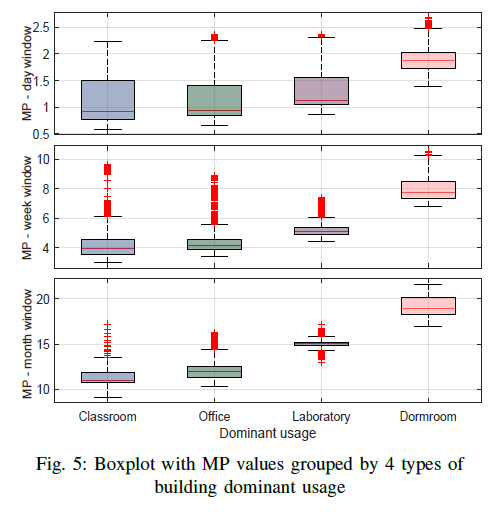 2.5
2
1.5
1
0.5
MP - day window
10
8
6
4
MP - week window
20
15
10
MP - month window
Classroom Office Laboratory Dormroom
Dominant usage
Fig. 5: Boxplot with MP values grouped by 4 types of
building dominant usage